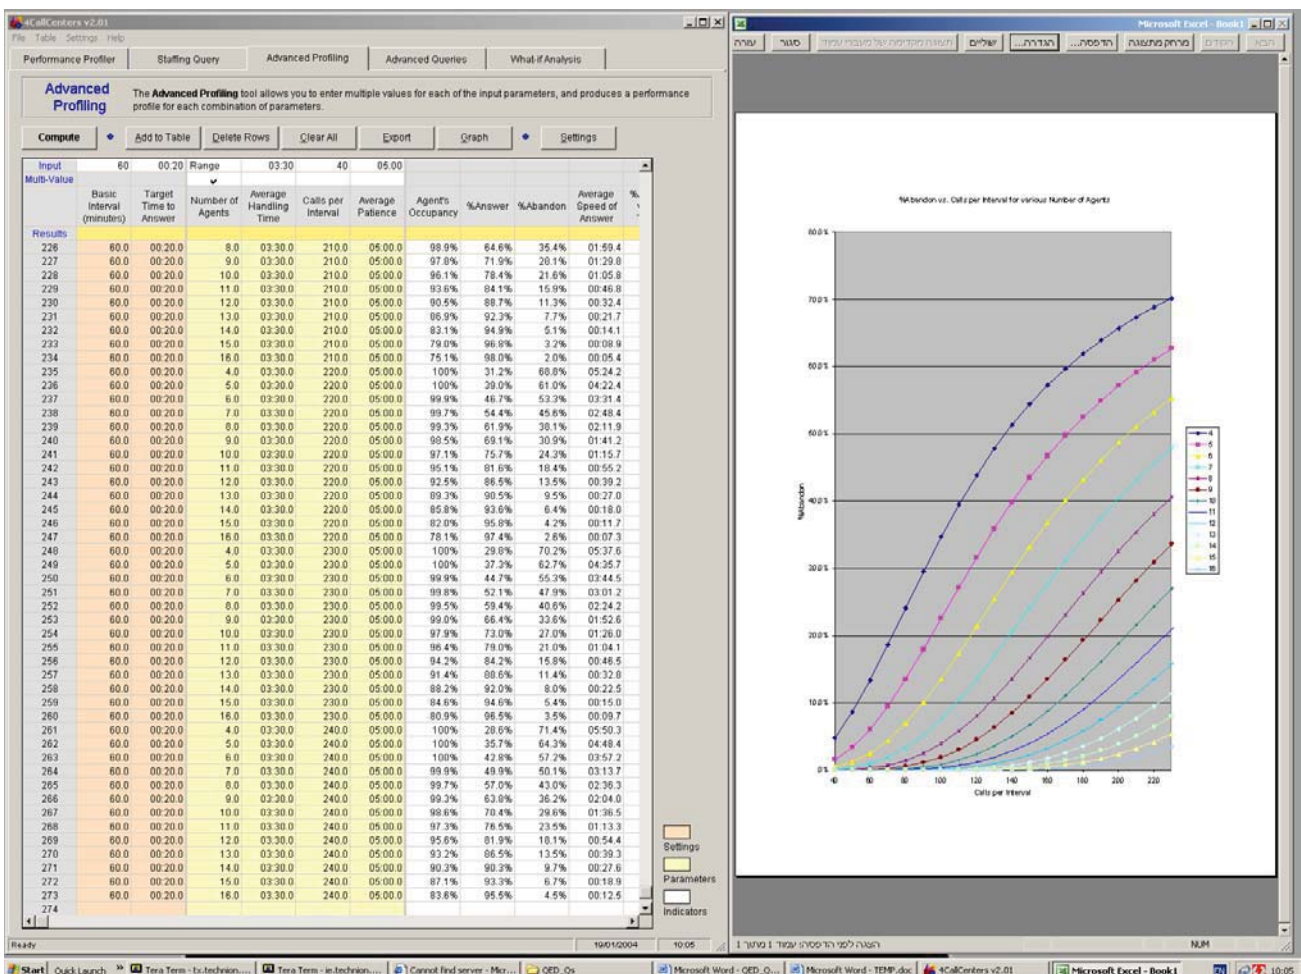 4CallCenters v2.01
File Table Settings Help
Performance Profiler Staffing Query Advanced Profiling Advanced Queries What-if Analysis
Advanced Profiling
The Advanced Profiling tool allows you to enter multiple values for each of the input parameters, and produces a performance
profile for each combination of parameters.
Compute Add to Table Delete Rows Clear All Export Graph Settings
Input 60 00:20 Range 03:30 40 05:00
Multi-Value
Basic Interval (minutes) Target Time to Answer Number of Agents Average Handling Time Calls per Interval Average Patience Agent's Occupancy %Answer %Abandon Average Speed of Answer
Results
226 60.0 00:20.0 8.0 03:30.0 210.0 05:00.0 98.9% 64.6% 35.4% 01:59.4
227 60.0 00:20.0 9.0 03:30.0 210.0 05:00.0 97.8% 71.9% 28.1% 01:29.8
228 60.0 00:20.0 10.0 03:30.0 210.0 05:00.0 96.1% 78.4% 21.6% 01:05.8
229 60.0 00:20.0 11.0 03:30.0 210.0 05:00.0 93.6% 84.1% 15.9% 00:46.8
230 60.0 00:20.0 12.0 03:30.0 210.0 05:00.0 90.5% 88.7% 11.3% 00:32.4
231 60.0 00:20.0 13.0 03:30.0 210.0 05:00.0 86.9% 92.3% 7.7% 00:21.7
232 60.0 00:20.0 14.0 03:30.0 210.0 05:00.0 83.1% 94.9% 5.1% 00:14.1
233 60.0 00:20.0 15.0 03:30.0 210.0 05:00.0 79.0% 96.8% 3.2% 00:08.9
234 60.0 00:20.0 16.0 03:30.0 210.0 05:00.0 75.1% 98.0% 2.0% 00:05.4
235 60.0 00:20.0 4.0 03:30.0 220.0 05:00.0 100% 31.2% 68.8% 05:24.2
236 60.0 00:20.0 5.0 03:30.0 220.0 05:00.0 100% 39.0% 61.0% 04:22.4
237 60.0 00:20.0 6.0 03:30.0 220.0 05:00.0 99.9% 46.7% 53.3% 03:31.4
238 60.0 00:20.0 7.0 03:30.0 220.0 05:00.0 99.7% 54.4% 45.6% 02:48.4
239 60.0 00:20.0 8.0 03:30.0 220.0 05:00.0 99.3% 61.9% 38.1% 02:11.9
240 60.0 00:20.0 9.0 03:30.0 220.0 05:00.0 98.5% 69.1% 30.9% 01:41.2
241 60.0 00:20.0 10.0 03:30.0 220.0 05:00.0 97.1% 75.7% 24.3% 01:15.7
242 60.0 00:20.0 11.0 03:30.0 220.0 05:00.0 95.1% 81.6% 18.4% 00:55.2
243 60.0 00:20.0 12.0 03:30.0 220.0 05:00.0 92.5% 86.5% 13.5% 00:39.2
244 60.0 00:20.0 13.0 03:30.0 220.0 05:00.0 89.3% 90.5% 9.5% 00:27.0
245 60.0 00:20.0 14.0 03:30.0 220.0 05:00.0 85.8% 93.6% 6.4% 00:18.0
246 60.0 00:20.0 15.0 03:30.0 220.0 05:00.0 82.0% 95.8% 4.2% 00:11.7
247 60.0 00:20.0 16.0 03:30.0 220.0 05:00.0 78.1% 97.4% 2.6% 00:07.3
248 60.0 00:20.0 4.0 03:30.0 230.0 05:00.0 100% 29.8% 70.2% 05:37.6
249 60.0 00:20.0 5.0 03:30.0 230.0 05:00.0 100% 37.3% 62.7% 04:35.7
250 60.0 00:20.0 6.0 03:30.0 230.0 05:00.0 99.9% 44.7% 55.3% 03:44.5
251 60.0 00:20.0 7.0 03:30.0 230.0 05:00.0 99.8% 52.1% 47.9% 03:01.2
252 60.0 00:20.0 8.0 03:30.0 230.0 05:00.0 99.5% 59.4% 40.6% 02:24.2
253 60.0 00:20.0 9.0 03:30.0 230.0 05:00.0 99.0% 66.4% 33.6% 01:52.6
254 60.0 00:20.0 10.0 03:30.0 230.0 05:00.0 97.9% 73.0% 27.0% 01:26.0
255 60.0 00:20.0 11.0 03:30.0 230.0 05:00.0 96.4% 79.0% 21.0% 01:04.1
256 60.0 00:20.0 12.0 03:30.0 230.0 05:00.0 94.2% 84.2% 15.8% 00:46.5
257 60.0 00:20.0 13.0 03:30.0 230.0 05:00.0 91.4% 88.6% 11.4% 00:32.8
258 60.0 00:20.0 14.0 03:30.0 230.0 05:00.0 88.2% 92.0% 8.0% 00:22.5
259 60.0 00:20.0 15.0 03:30.0 230.0 05:00.0 84.6% 94.6% 5.4% 00:15.0
260 60.0 00:20.0 16.0 03:30.0 230.0 05:00.0 80.9% 96.5% 3.5% 00:09.7
261 60.0 00:20.0 4.0 03:30.0 240.0 05:00.0 100% 28.6% 71.4% 05:50.3
262 60.0 00:20.0 5.0 03:30.0 240.0 05:00.0 100% 35.7% 64.3% 04:48.4
263 60.0 00:20.0 6.0 03:30.0 240.0 05:00.0 100% 42.8% 57.2% 03:57.2
264 60.0 00:20.0 7.0 03:30.0 240.0 05:00.0 99.9% 49.9% 50.1% 03:13.7
265 60.0 00:20.0 8.0 03:30.0 240.0 05:00.0 99.7% 57.0% 43.0% 02:36.3
266 60.0 00:20.0 9.0 03:30.0 240.0 05:00.0 99.3% 63.8% 36.2% 02:04.0
267 60.0 00:20.0 10.0 03:30.0 240.0 05:00.0 98.6% 70.4% 29.6% 01:36.5
268 60.0 00:20.0 11.0 03:30.0 240.0 05:00.0 97.3% 76.5% 23.5% 01:13.3
269 60.0 00:20.0 12.0 03:30.0 240.0 05:00.0 95.6% 81.9% 18.1% 00:54.4
270 60.0 00:20.0 13.0 03:30.0 240.0 05:00.0 93.2% 86.5% 13.5% 00:39.3
271 60.0 00:20.0 14.0 03:30.0 240.0 05:00.0 90.3% 90.3% 9.7% 00:27.6
272 60.0 00:20.0 15.0 03:30.0 240.0 05:00.0 87.1% 93.3% 6.7% 00:18.9
273 60.0 00:20.0 16.0 03:30.0 240.0 05:00.0 83.6% 95.5% 4.5% 00:12.5
274
Settings
Parameters
Indicators
Ready 19/01/2004 10:05
Microsoft Excel - Book1
הבא הקודם מרחק מתצוגה הדפסה... הגדרה... שוליים תצוגה מקדימה של מעברי עמוד סגור עזרה
%Abandon vs. Calls per Interval for various Number of Agents
80.0%
70.0%
60.0%
50.0%
40.0%
30.0%
20.0%
10.0%
0%
%Abandon
40 60 80 100 120 140 160 180 200 220
Calls per Interval
4
5
6
7
8
9
10
11
12
13
14
15
16
הצגה לפני הדפסה: עמוד 1 מתוך 1 NUM
Start Quick Launch » Tera Term - tx.technion.... Tera Term - ie.technion.... Cannot find server - Micr... QED_Qs Microsoft Word - QED_Q... Microsoft Word - TEMP.doc 4CallCenters v2.01 Microsoft Excel - Book1 EN 10:05